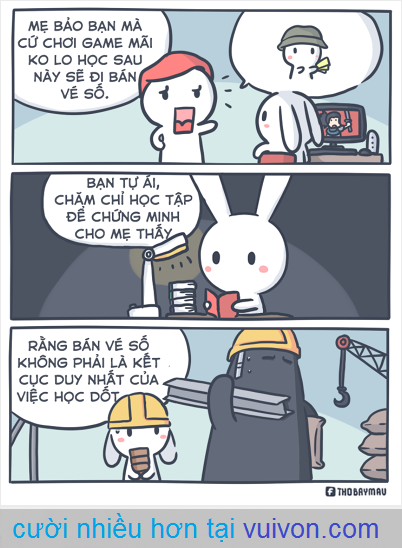 MẸ BẢO BẠN MÀ
CỨ CHƠI GAME MÃI
KO LO HỌC SAU
NÀY SẼ ĐI BÁN
VÉ SỐ.
BẠN TỰ ÁI,
CHĂM CHỈ HỌC TẬP
ĐỂ CHỨNG MINH
CHO MẸ THẤY
RẰNG BÁN VÉ SỐ
KHÔNG PHẢI LÀ KẾT
CỤC DUY NHẤT CỦA
VIỆC HỌC DỐT
THOBAYMAU
cười nhiều hơn tại vuivon.com